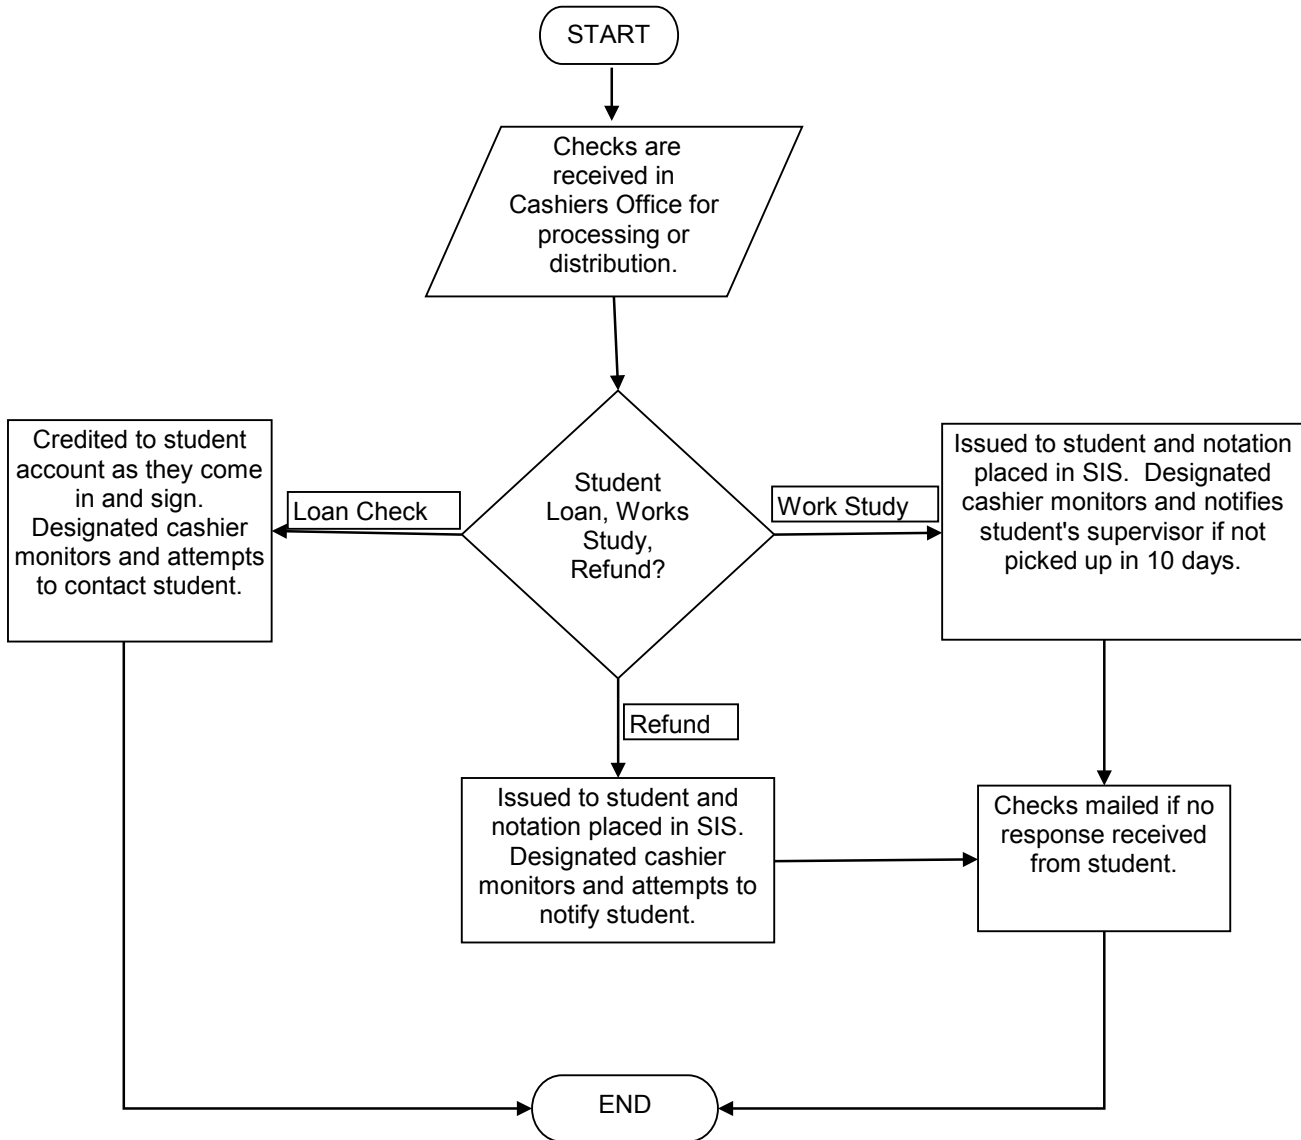 START
Checks are
received in
Cashiers Office for
processing or
distribution.
Credited to student
account as they come
in and sign.
Designated cashier
monitors and attempts
to contact student.
Loan Check
Student
Loan, Works
Study,
Refund?
Work Study
Issued to student and notation
placed in SIS.  Designated
cashier monitors and notifies
student's supervisor if not
picked up in 10 days.
Refund
Issued to student and
notation placed in SIS.
Designated cashier
monitors and attempts to
notify student.
Checks mailed if no
response received
from student.
END